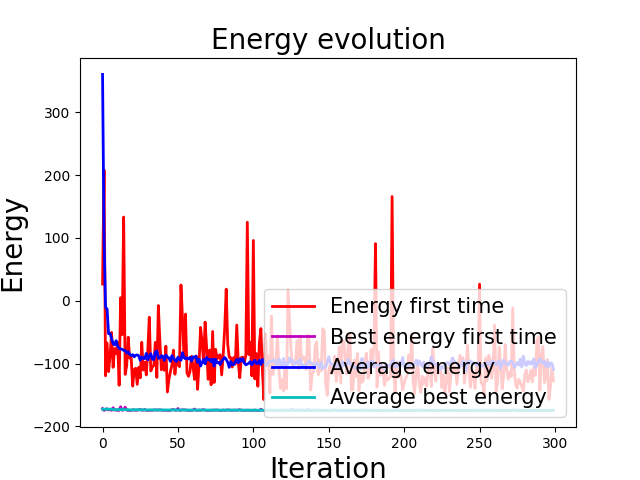 Energy evolution
Energy
300
200
100
0
−100
−200
Energy first time
Best energy first time
Average energy
Average best energy
0
50
100
150
200
250
300
Iteration